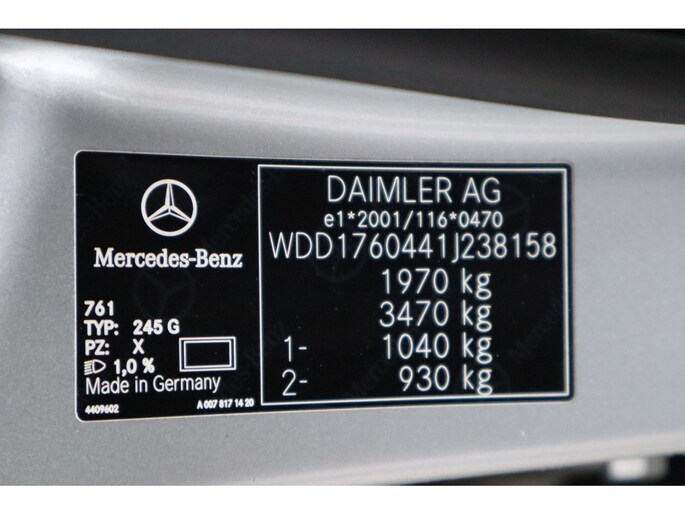 Mercedes-Benz
761
TYP: 245 G
PZ: X
1,0 %
Made in Germany
4409602
A 007 817 14 20
DAIMLER AG
e1*2001/116*0470
WDD1760441J238158
1970 kg
3470 kg
1- 1040 kg
2- 930 kg